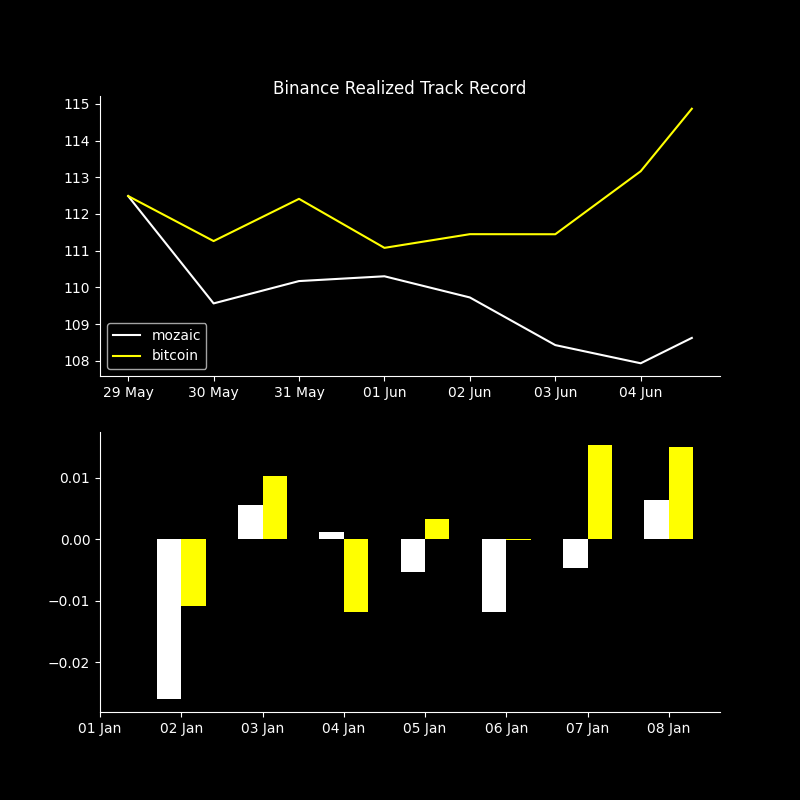 Binance Realized Track Record
115
114
113
112
111
110
109
108
mozaic
bitcoin
29 May 30 May 31 May 01 Jun 02 Jun 03 Jun 04 Jun
0.01
0.00
−0.01
−0.02
01 Jan 02 Jan 03 Jan 04 Jan 05 Jan 06 Jan 07 Jan 08 Jan